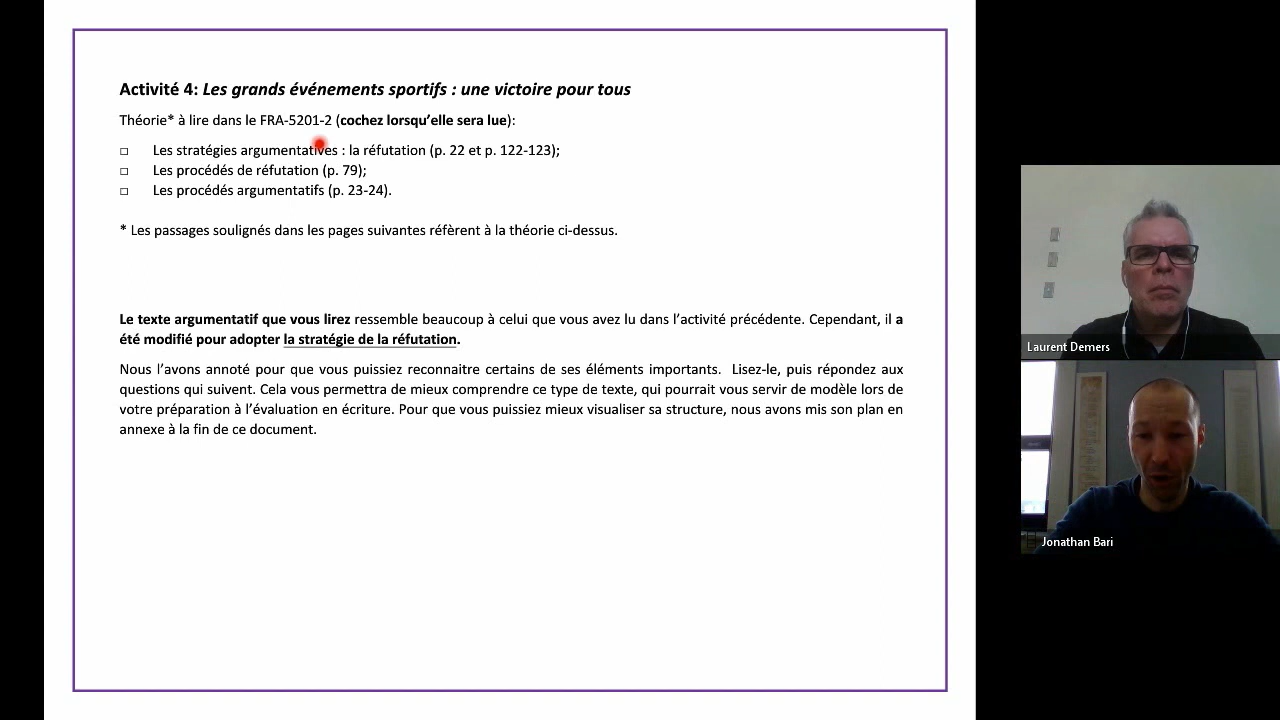 Activité 4: Les grands événements sportifs : une victoire pour tous
Théorie* à lire dans le FRA-5201-2 (cochez lorsqu'elle sera lue):
□ Les stratégies argumentatives : la réfutation (p. 22 et p. 122-123);
□ Les procédés de réfutation (p. 79);
□ Les procédés argumentatifs (p. 23-24).
* Les passages soulignés dans les pages suivantes réfèrent à la théorie ci-dessus.
Le texte argumentatif que vous lirez ressemble beaucoup à celui que vous avez lu dans l'activité précédente. Cependant, il a
été modifié pour adopter la stratégie de la réfutation.
Nous l'avons annoté pour que vous puissiez reconnaitre certains de ses éléments importants. Lisez-le, puis répondez aux
questions qui suivent. Cela vous permettra de mieux comprendre ce type de texte, qui pourrait vous servir de modèle lors de
votre préparation à l'évaluation en écriture. Pour que vous puissiez mieux visualiser sa structure, nous avons mis son plan en
annexe à la fin de ce document.
Laurent Demers
Jonathan Bari